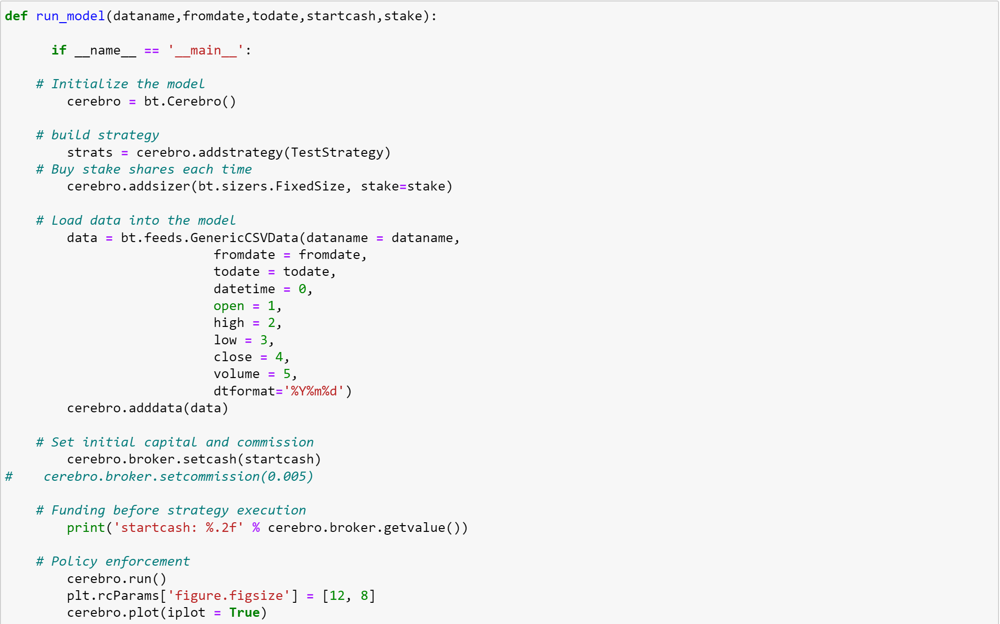 def run_model(dataname,fromdate,todate,startcash,stake):
if __name__ == '__main__':
# Initialize the model
cerebro = bt.Cerebro()
# build strategy
strats = cerebro.addstrategy(TestStrategy)
# Buy stake shares each time
cerebro.addsizer(bt.sizers.FixedSize, stake=stake)
# Load data into the model
data = bt.feeds.GenericCSVData(dataname = dataname,
fromdate = fromdate,
todate = todate,
datetime = 0,
open = 1,
high = 2,
low = 3,
close = 4,
volume = 5,
dtformat='%Y%m%d')
cerebro.adddata(data)
# Set initial capital and commission
cerebro.broker.setcash(startcash)
#    cerebro.broker.setcommission(0.005)
# Funding before strategy execution
print('startcash: %.2f' % cerebro.broker.getvalue())
# Policy enforcement
cerebro.run()
plt.rcParams['figure.figsize'] = [12, 8]
cerebro.plot(iplot = True)